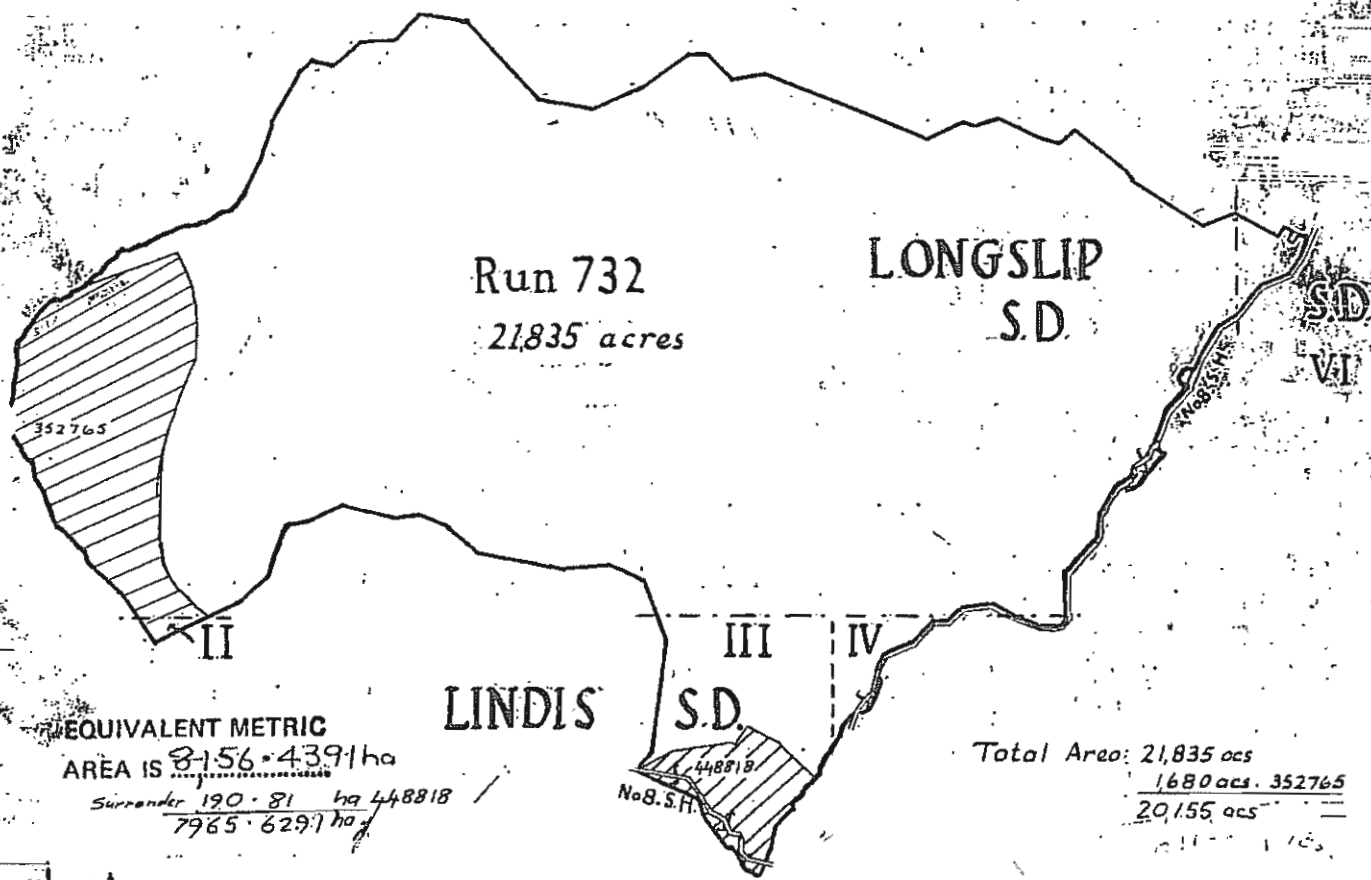 Run 732
21,835 acres
LONGSLIP
S.D.
S.D.
VI
No8.S.H.
352765
II
III
IV
LINDIS S.D.
448818
No8.S.H.
EQUIVALENT METRIC
AREA IS 8156.4391 ha
Surrender 190.81 ha 448818
7965.6291 ha
Total Area: 21,835 acs
1,680 acs. 352765
20,155 acs